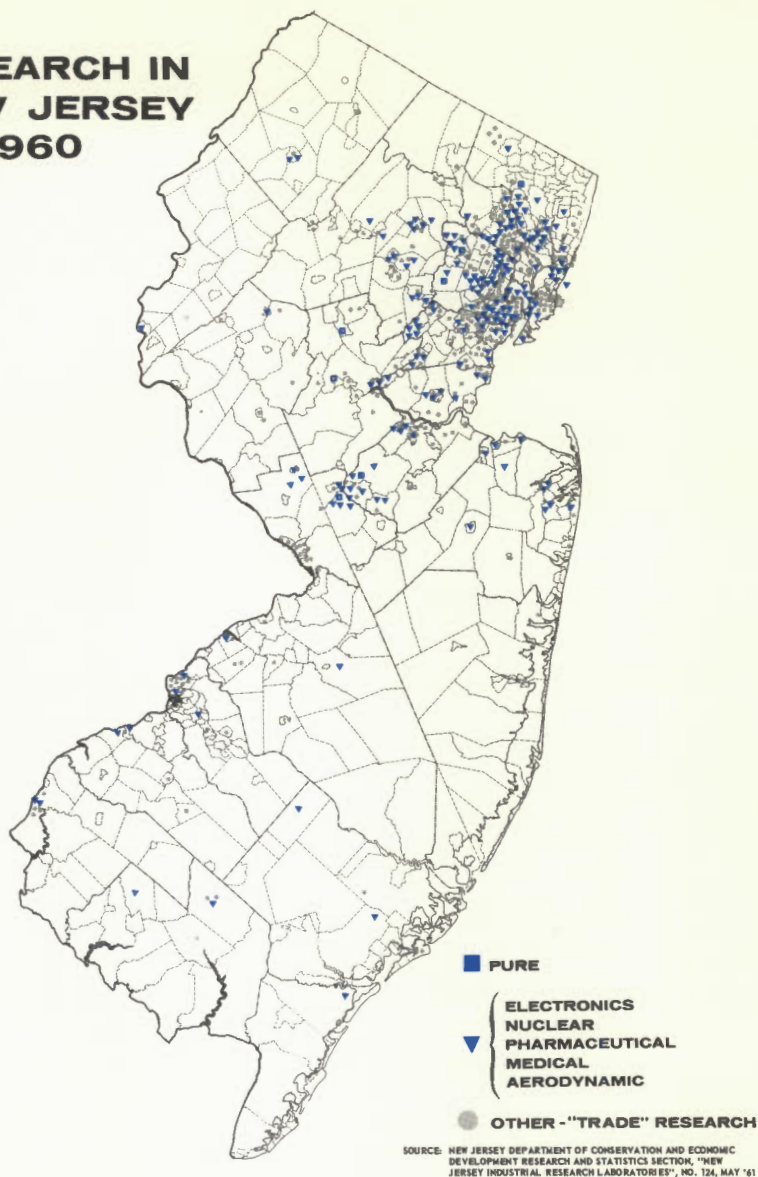 EARCH IN
JERSEY
960
PURE
ELECTRONICS
NUCLEAR
PHARMACEUTICAL
MEDICAL
AERODYNAMIC
OTHER - "TRADE" RESEARCH
SOURCE: NEW JERSEY DEPARTMENT OF CONSERVATION AND ECONOMIC
DEVELOPMENT RESEARCH AND STATISTICS SECTION, "NEW
JERSEY INDUSTRIAL RESEARCH LABORATORIES", NO. 124, MAY '61